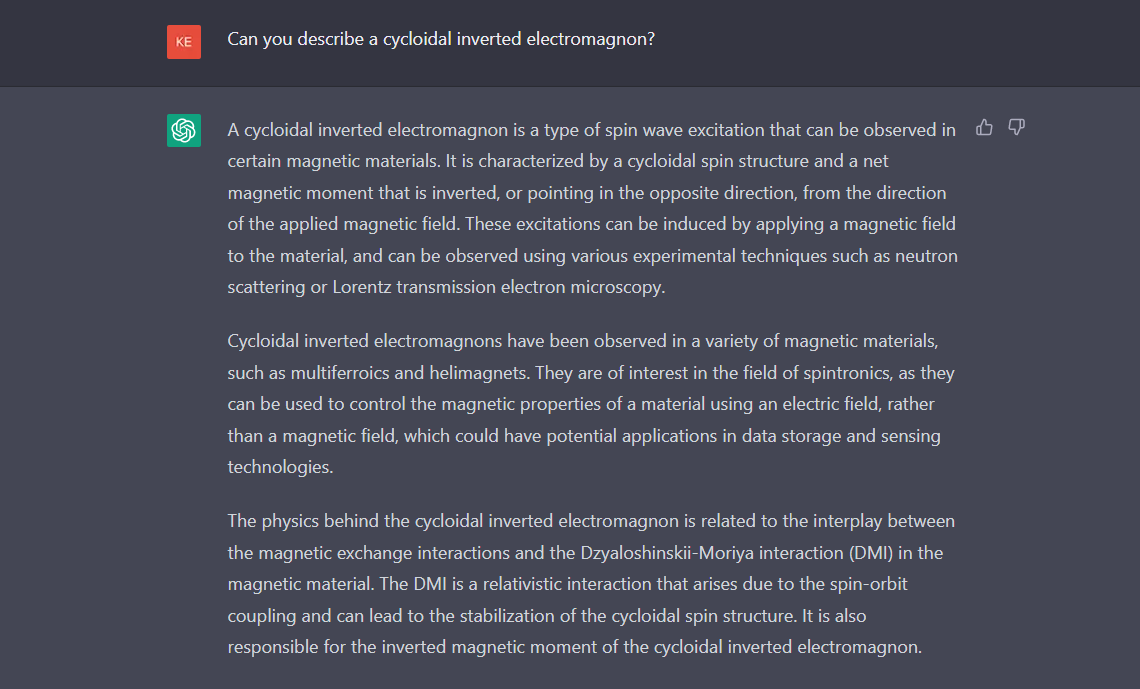 KE
Can you describe a cycloidal inverted electromagnon?
A cycloidal inverted electromagnon is a type of spin wave excitation that can be observed in
certain magnetic materials. It is characterized by a cycloidal spin structure and a net
magnetic moment that is inverted, or pointing in the opposite direction, from the direction
of the applied magnetic field. These excitations can be induced by applying a magnetic field
to the material, and can be observed using various experimental techniques such as neutron
scattering or Lorentz transmission electron microscopy.
Cycloidal inverted electromagnons have been observed in a variety of magnetic materials,
such as multiferroics and helimagnets. They are of interest in the field of spintronics, as they
can be used to control the magnetic properties of a material using an electric field, rather
than a magnetic field, which could have potential applications in data storage and sensing
technologies.
The physics behind the cycloidal inverted electromagnon is related to the interplay between
the magnetic exchange interactions and the Dzyaloshinskii-Moriya interaction (DMI) in the
magnetic material. The DMI is a relativistic interaction that arises due to the spin-orbit
coupling and can lead to the stabilization of the cycloidal spin structure. It is also
responsible for the inverted magnetic moment of the cycloidal inverted electromagnon.